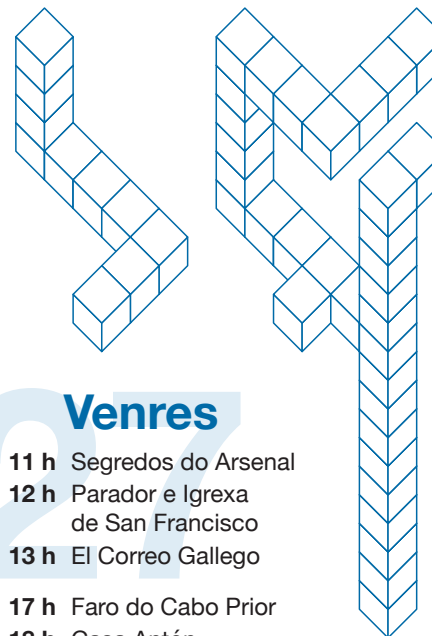 27
Venres
11 h Segredos do Arsenal
12 h Parador e Igrexa
de San Francisco
13 h El Correo Gallego
17 h Faro do Cabo Prior